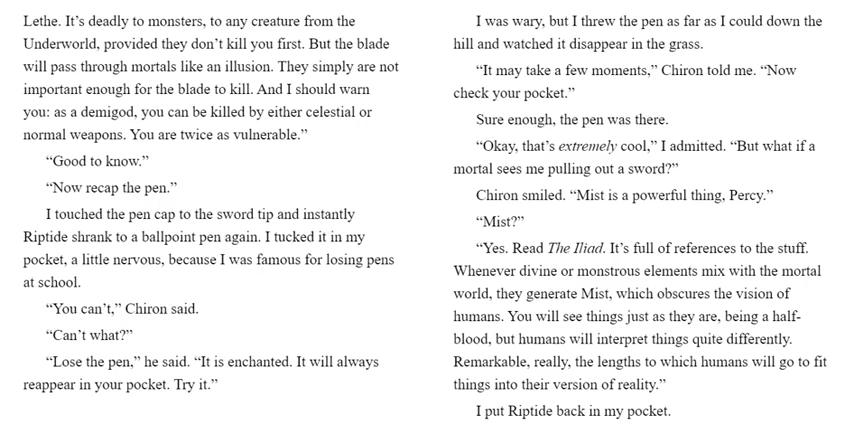 Lethe. It’s deadly to monsters, to any creature from the
Underworld, provided they don’t kill you first. But the blade
will pass through mortals like an illusion. They simply are not
important enough for the blade to kill. And I should warn
you: as a demigod, you can be killed by either celestial or
normal weapons. You are twice as vulnerable.”
“Good to know.”
“Now recap the pen.”
I touched the pen cap to the sword tip and instantly
Riptide shrank to a ballpoint pen again. I tucked it in my
pocket, a little nervous, because I was famous for losing pens
at school.
“You can’t,” Chiron said.
“Can’t what?”
“Lose the pen,” he said. “It is enchanted. It will always
reappear in your pocket. Try it.”
I was wary, but I threw the pen as far as I could down the
hill and watched it disappear in the grass.
“It may take a few moments,” Chiron told me. “Now
check your pocket.”
Sure enough, the pen was there.
“Okay, that’s extremely cool,” I admitted. “But what if a
mortal sees me pulling out a sword?”
Chiron smiled. “Mist is a powerful thing, Percy.”
“Mist?”
“Yes. Read The Iliad. It’s full of references to the stuff.
Whenever divine or monstrous elements mix with the mortal
world, they generate Mist, which obscures the vision of
humans. You will see things just as they are, being a half-
blood, but humans will interpret things quite differently.
Remarkable, really, the lengths to which humans will go to fit
things into their version of reality.”
I put Riptide back in my pocket.